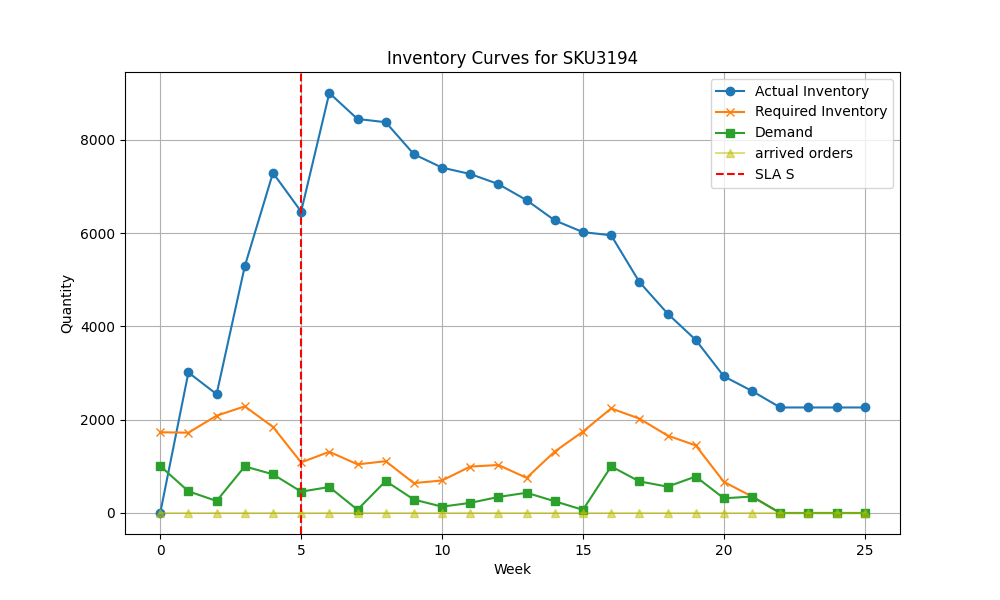 Inventory Curves for SKU3194
Actual Inventory
Required Inventory
Demand
arrived orders
SLA S
Quantity
8000
6000
4000
2000
0
0 5 10 15 20 25
Week